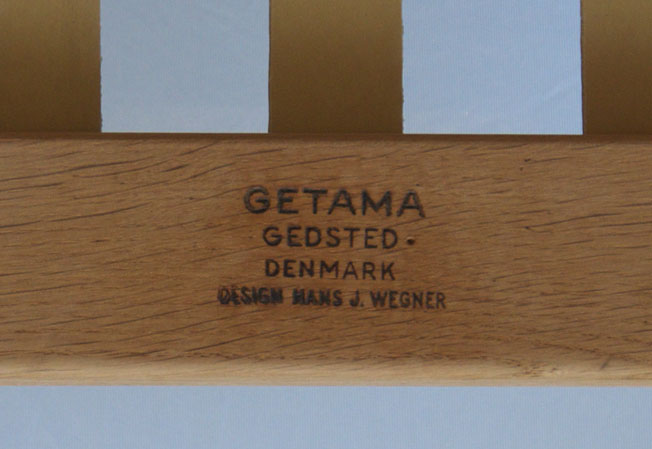 GETAMA
GEDSTED.
DENMARK
DESIGN HANS J. WEGNER